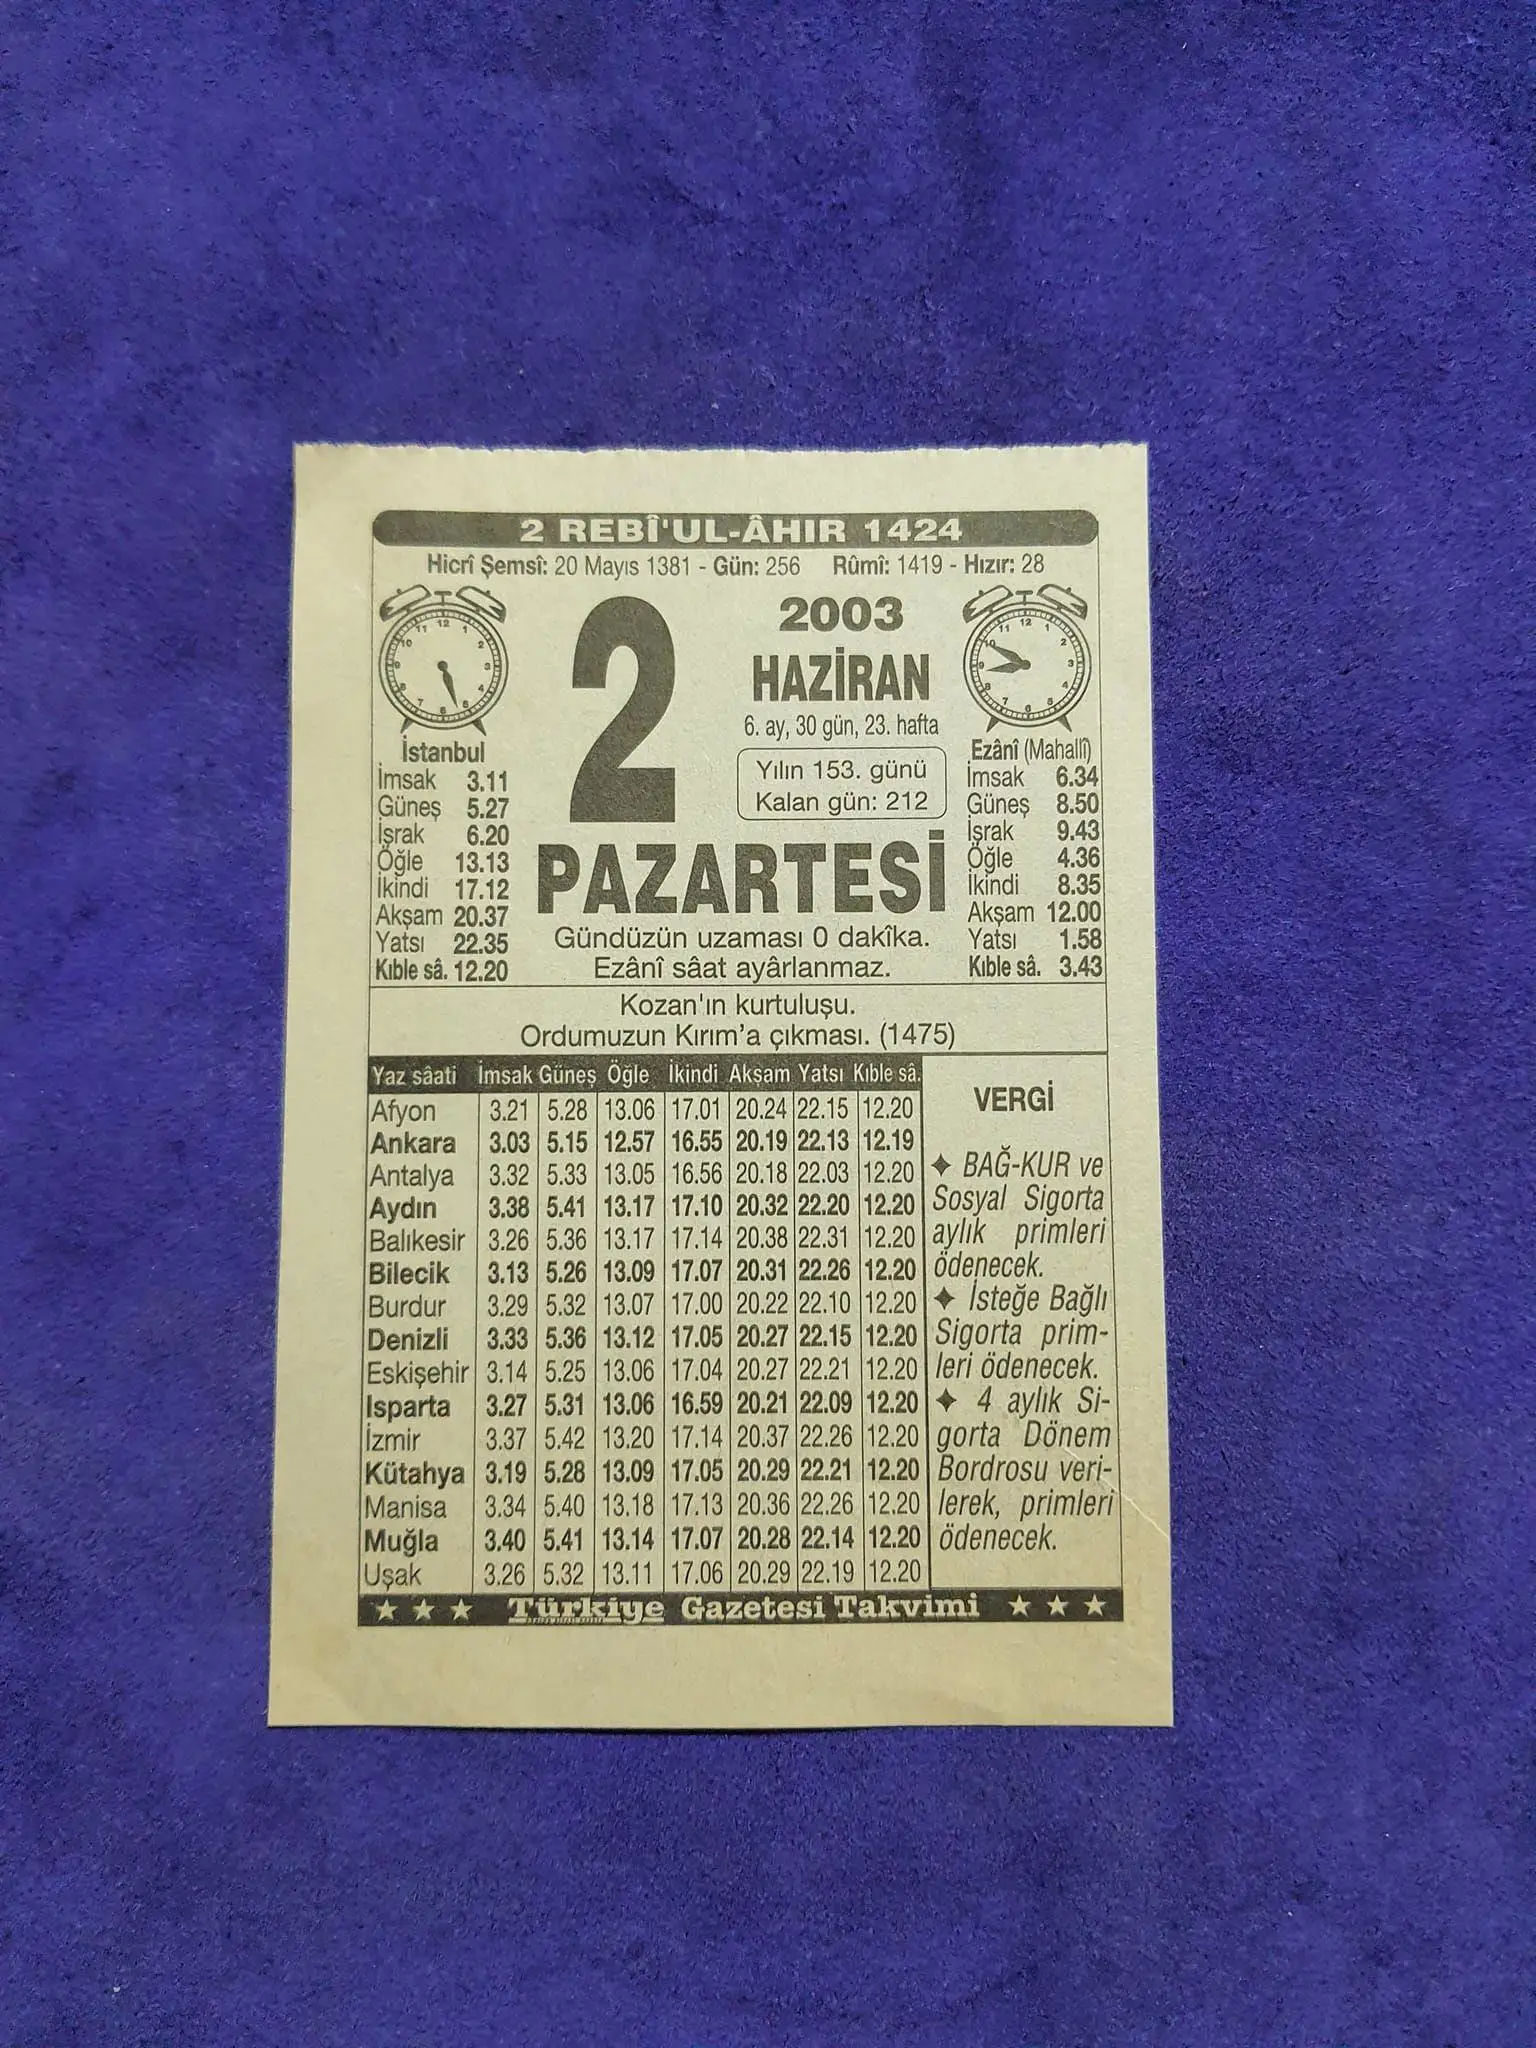 2 REBÎ'UL-ÂHIR 1424
Hicrî Şemsî: 20 Mayıs 1381 - Gün: 256 Rûmî: 1419 - Hızır: 28
İstanbul
İmsak 3.11
Güneş 5.27
İşrak 6.20
Öğle 13.13
İkindi 17.12
Akşam 20.37
Yatsı 22.35
Kıble sâ. 12.20
2
2003
HAZİRAN
6. ay, 30 gün, 23. hafta
Yılın 153. günü
Kalan gün: 212
PAZARTESİ
Gündüzün uzaması 0 dakîka.
Ezânî sâat ayârlanmaz.
Ezânî (Mahallî)
İmsak 6.34
Güneş 8.50
İşrak 9.43
Öğle 4.36
İkindi 8.35
Akşam 12.00
Yatsı 1.58
Kıble sâ. 3.43
Kozan'ın kurtuluşu.
Ordumuzun Kırım'a çıkması. (1475)
Yaz sâati İmsak Güneş Öğle İkindi Akşam Yatsı Kıble sâ.
Afyon 3.21 5.28 13.06 17.01 20.24 22.15 12.20
Ankara 3.03 5.15 12.57 16.55 20.19 22.13 12.19
Antalya 3.32 5.33 13.05 16.56 20.18 22.03 12.20
Aydın 3.38 5.41 13.17 17.10 20.32 22.20 12.20
Balıkesir 3.26 5.36 13.17 17.14 20.38 22.31 12.20
Bilecik 3.13 5.26 13.09 17.07 20.31 22.26 12.20
Burdur 3.29 5.32 13.07 17.00 20.22 22.10 12.20
Denizli 3.33 5.36 13.12 17.05 20.27 22.15 12.20
Eskişehir 3.14 5.25 13.06 17.04 20.27 22.21 12.20
Isparta 3.27 5.31 13.06 16.59 20.21 22.09 12.20
İzmir 3.37 5.42 13.20 17.14 20.37 22.26 12.20
Kütahya 3.19 5.28 13.09 17.05 20.29 22.21 12.20
Manisa 3.34 5.40 13.18 17.13 20.36 22.26 12.20
Muğla 3.40 5.41 13.14 17.07 20.28 22.14 12.20
Uşak 3.26 5.32 13.11 17.06 20.29 22.19 12.20
VERGİ
✦ BAĞ-KUR ve
Sosyal Sigorta
aylık primleri
ödenecek.
✦ İsteğe Bağlı
Sigorta prim-
leri ödenecek.
✦ 4 aylık Si-
gorta Dönem
Bordrosu veri-
lerek, primleri
ödenecek.
★ ★ ★ Türkiye Gazetesi Takvimi ★ ★ ★